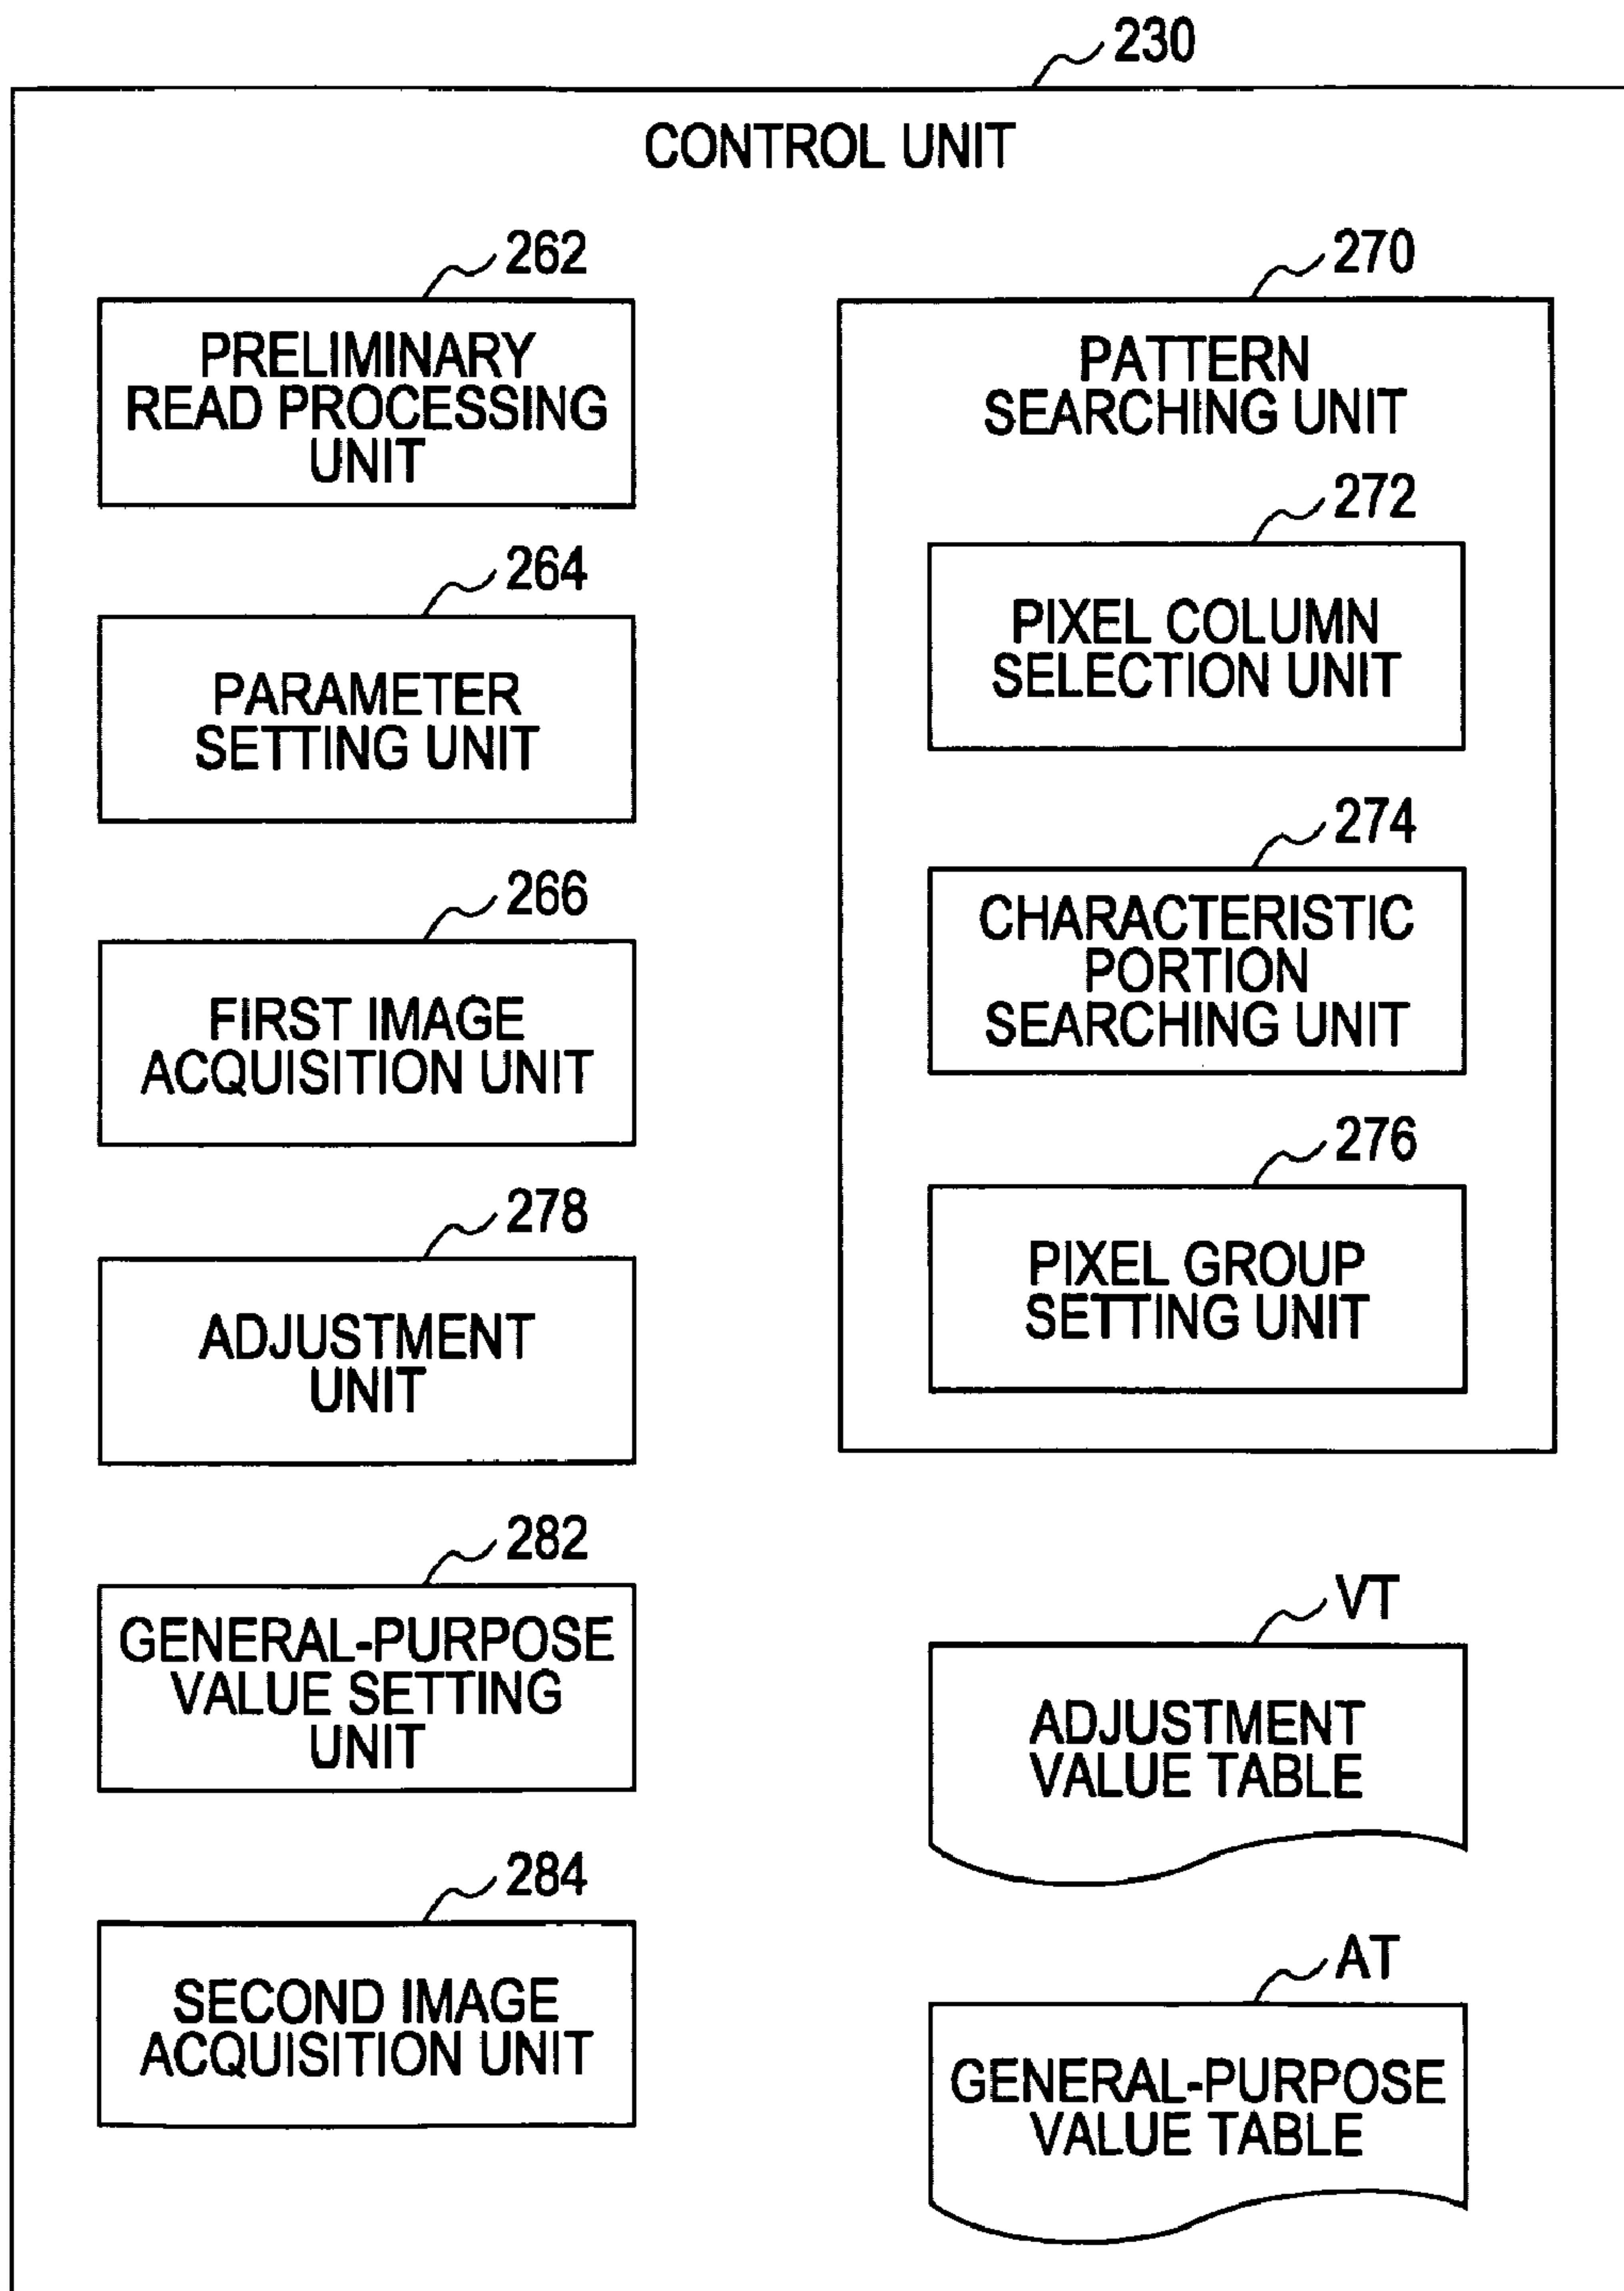 230
CONTROL UNIT
262
PRELIMINARY
READ PROCESSING
UNIT
264
PARAMETER
SETTING UNIT
266
FIRST IMAGE
ACQUISITION UNIT
278
ADJUSTMENT
UNIT
282
GENERAL-PURPOSE
VALUE SETTING
UNIT
284
SECOND IMAGE
ACQUISITION UNIT
270
PATTERN
SEARCHING UNIT
272
PIXEL COLUMN
SELECTION UNIT
274
CHARACTERISTIC
PORTION
SEARCHING UNIT
276
PIXEL GROUP
SETTING UNIT
VT
ADJUSTMENT
VALUE TABLE
AT
GENERAL-PURPOSE
VALUE TABLE